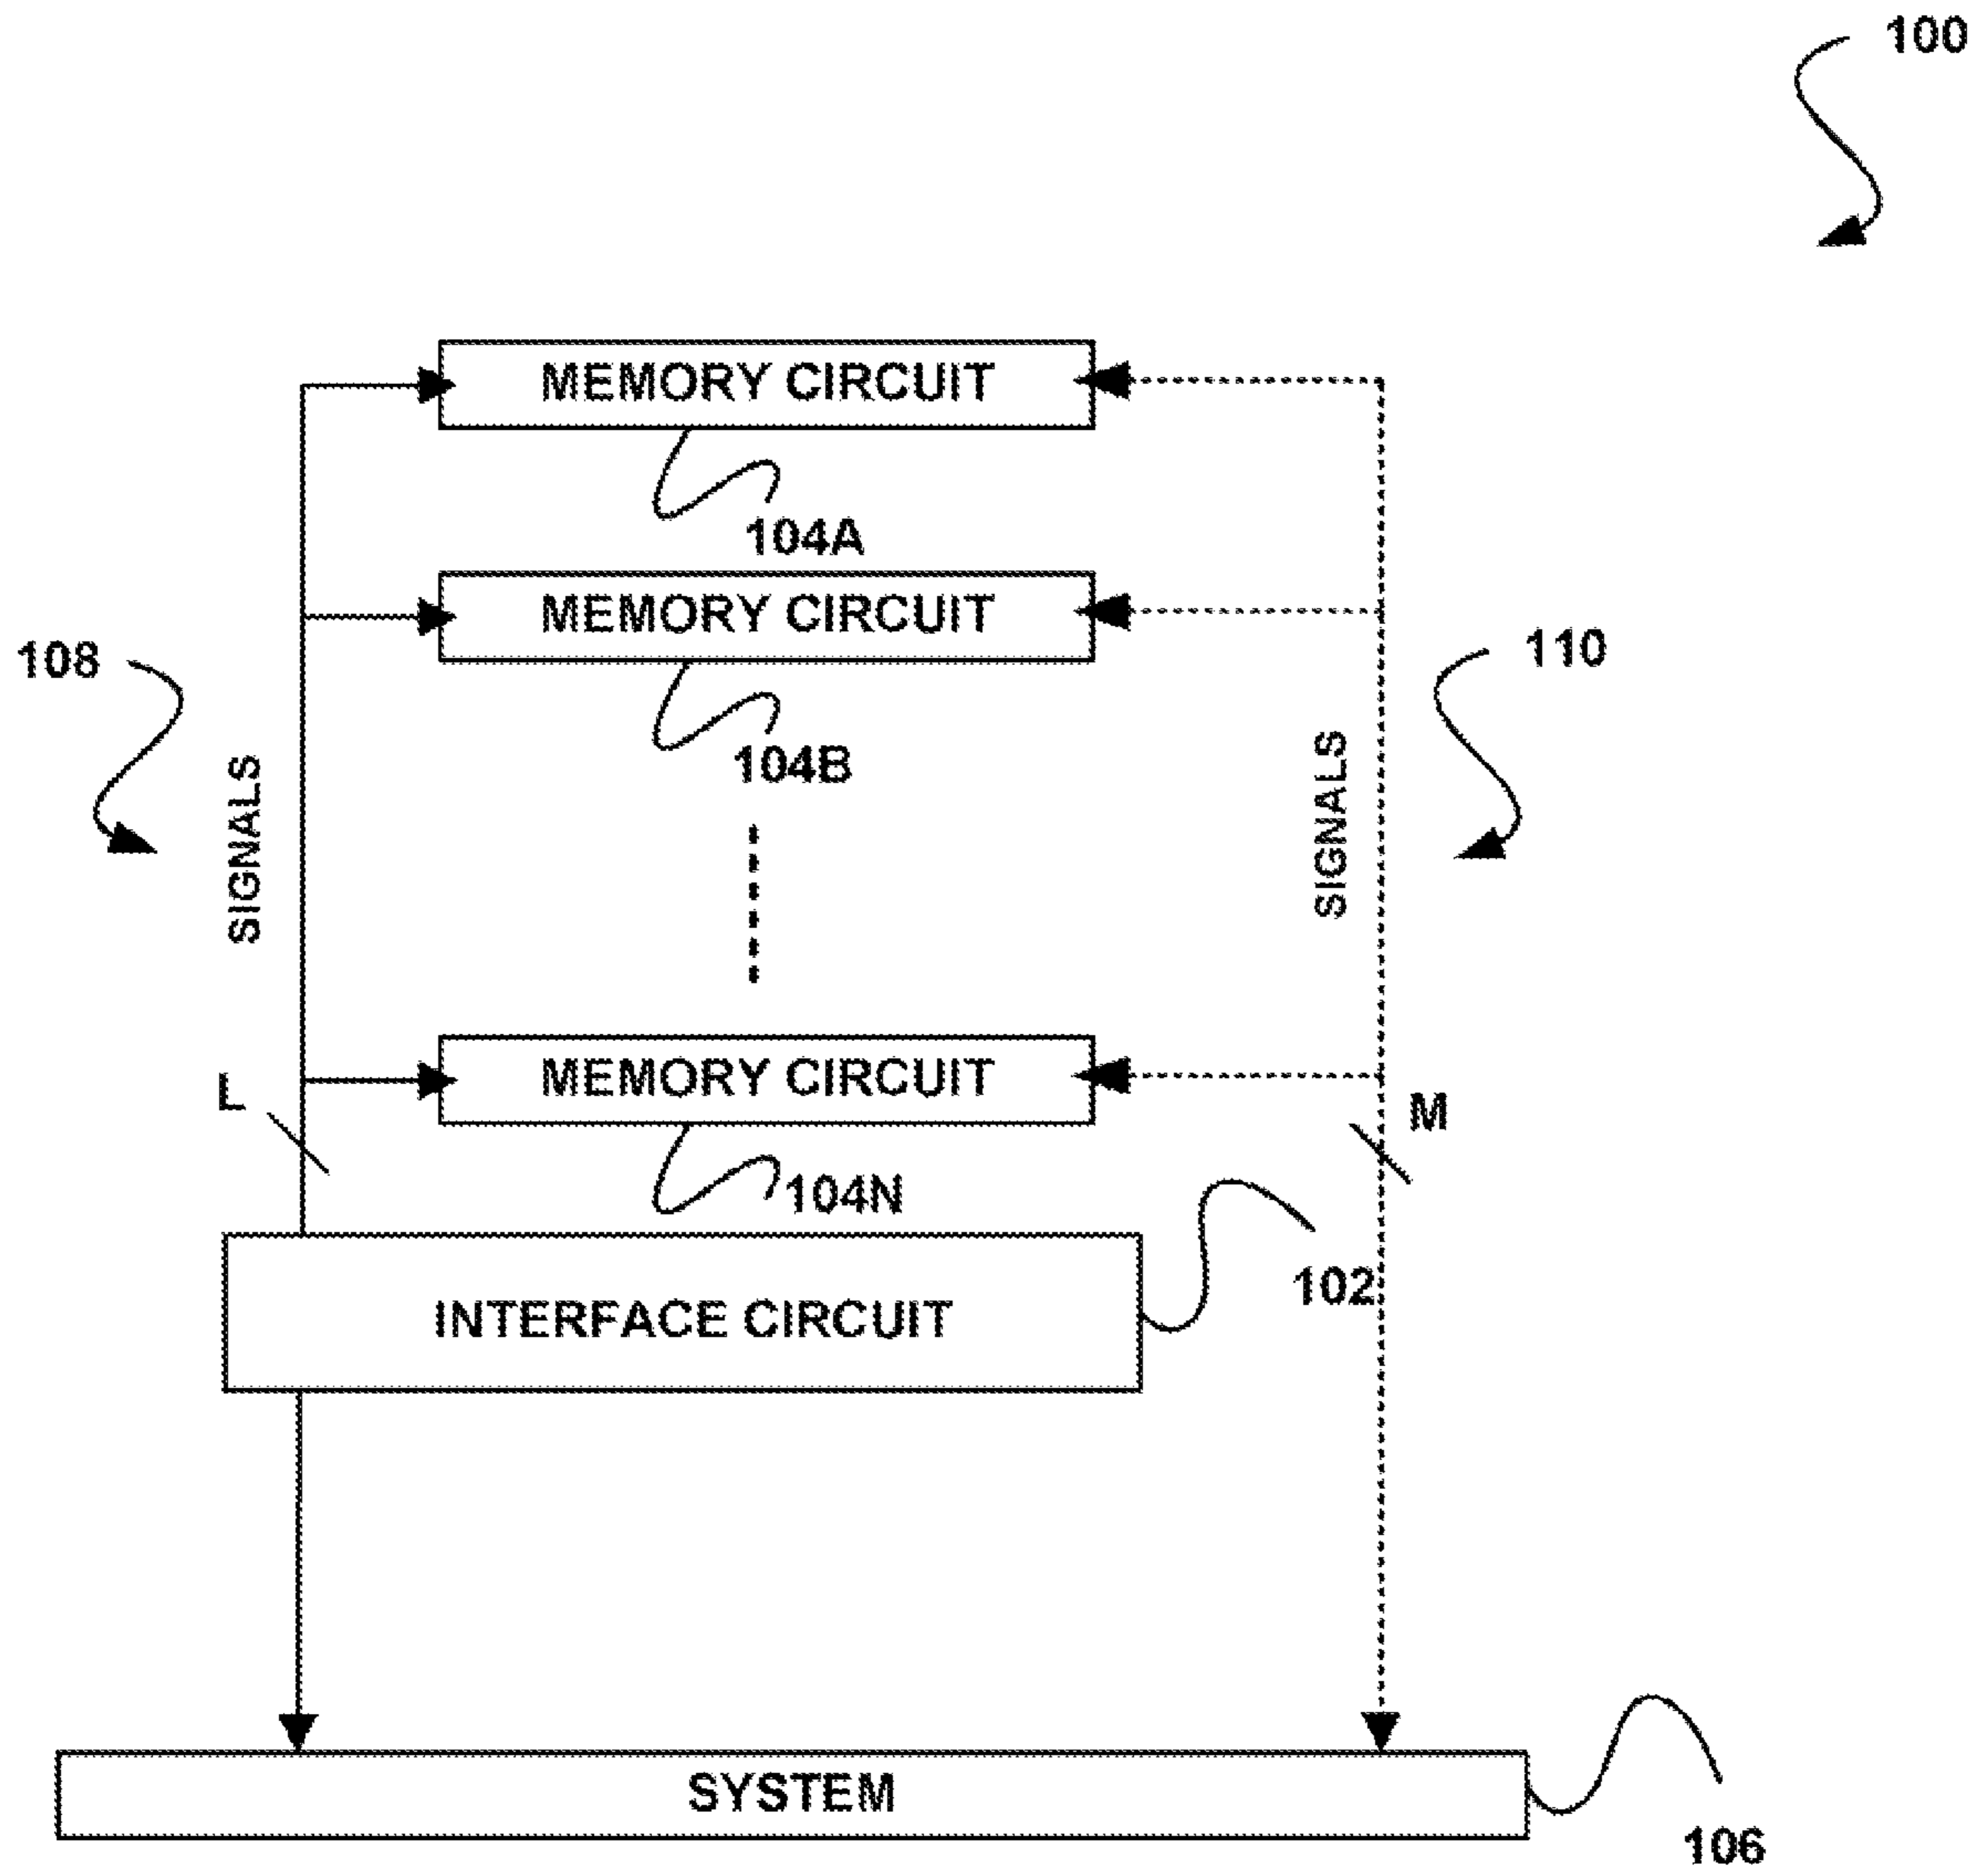 100
MEMORY CIRCUIT
104A
MEMORY CIRCUIT
108
110
104B
SIGNALS
SIGNALS
MEMORY CIRCUIT
L
M
104N
102
INTERFACE CIRCUIT
SYSTEM
106